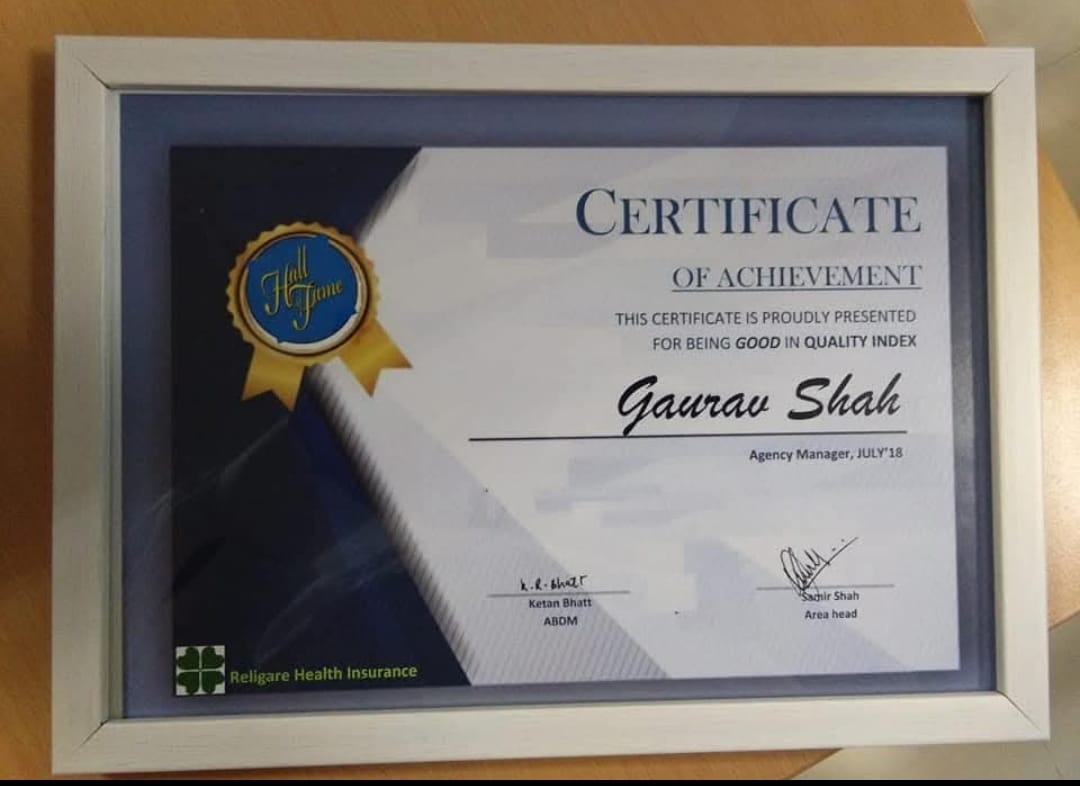 Hall of Fame
CERTIFICATE
OF ACHIEVEMENT
THIS CERTIFICATE IS PROUDLY PRESENTED
FOR BEING GOOD IN QUALITY INDEX
Gaurav Shah
Agency Manager, JULY'18
K. R. Bhatt
Ketan Bhatt
ABDM
Samir Shah
Area head
Religare Health Insurance